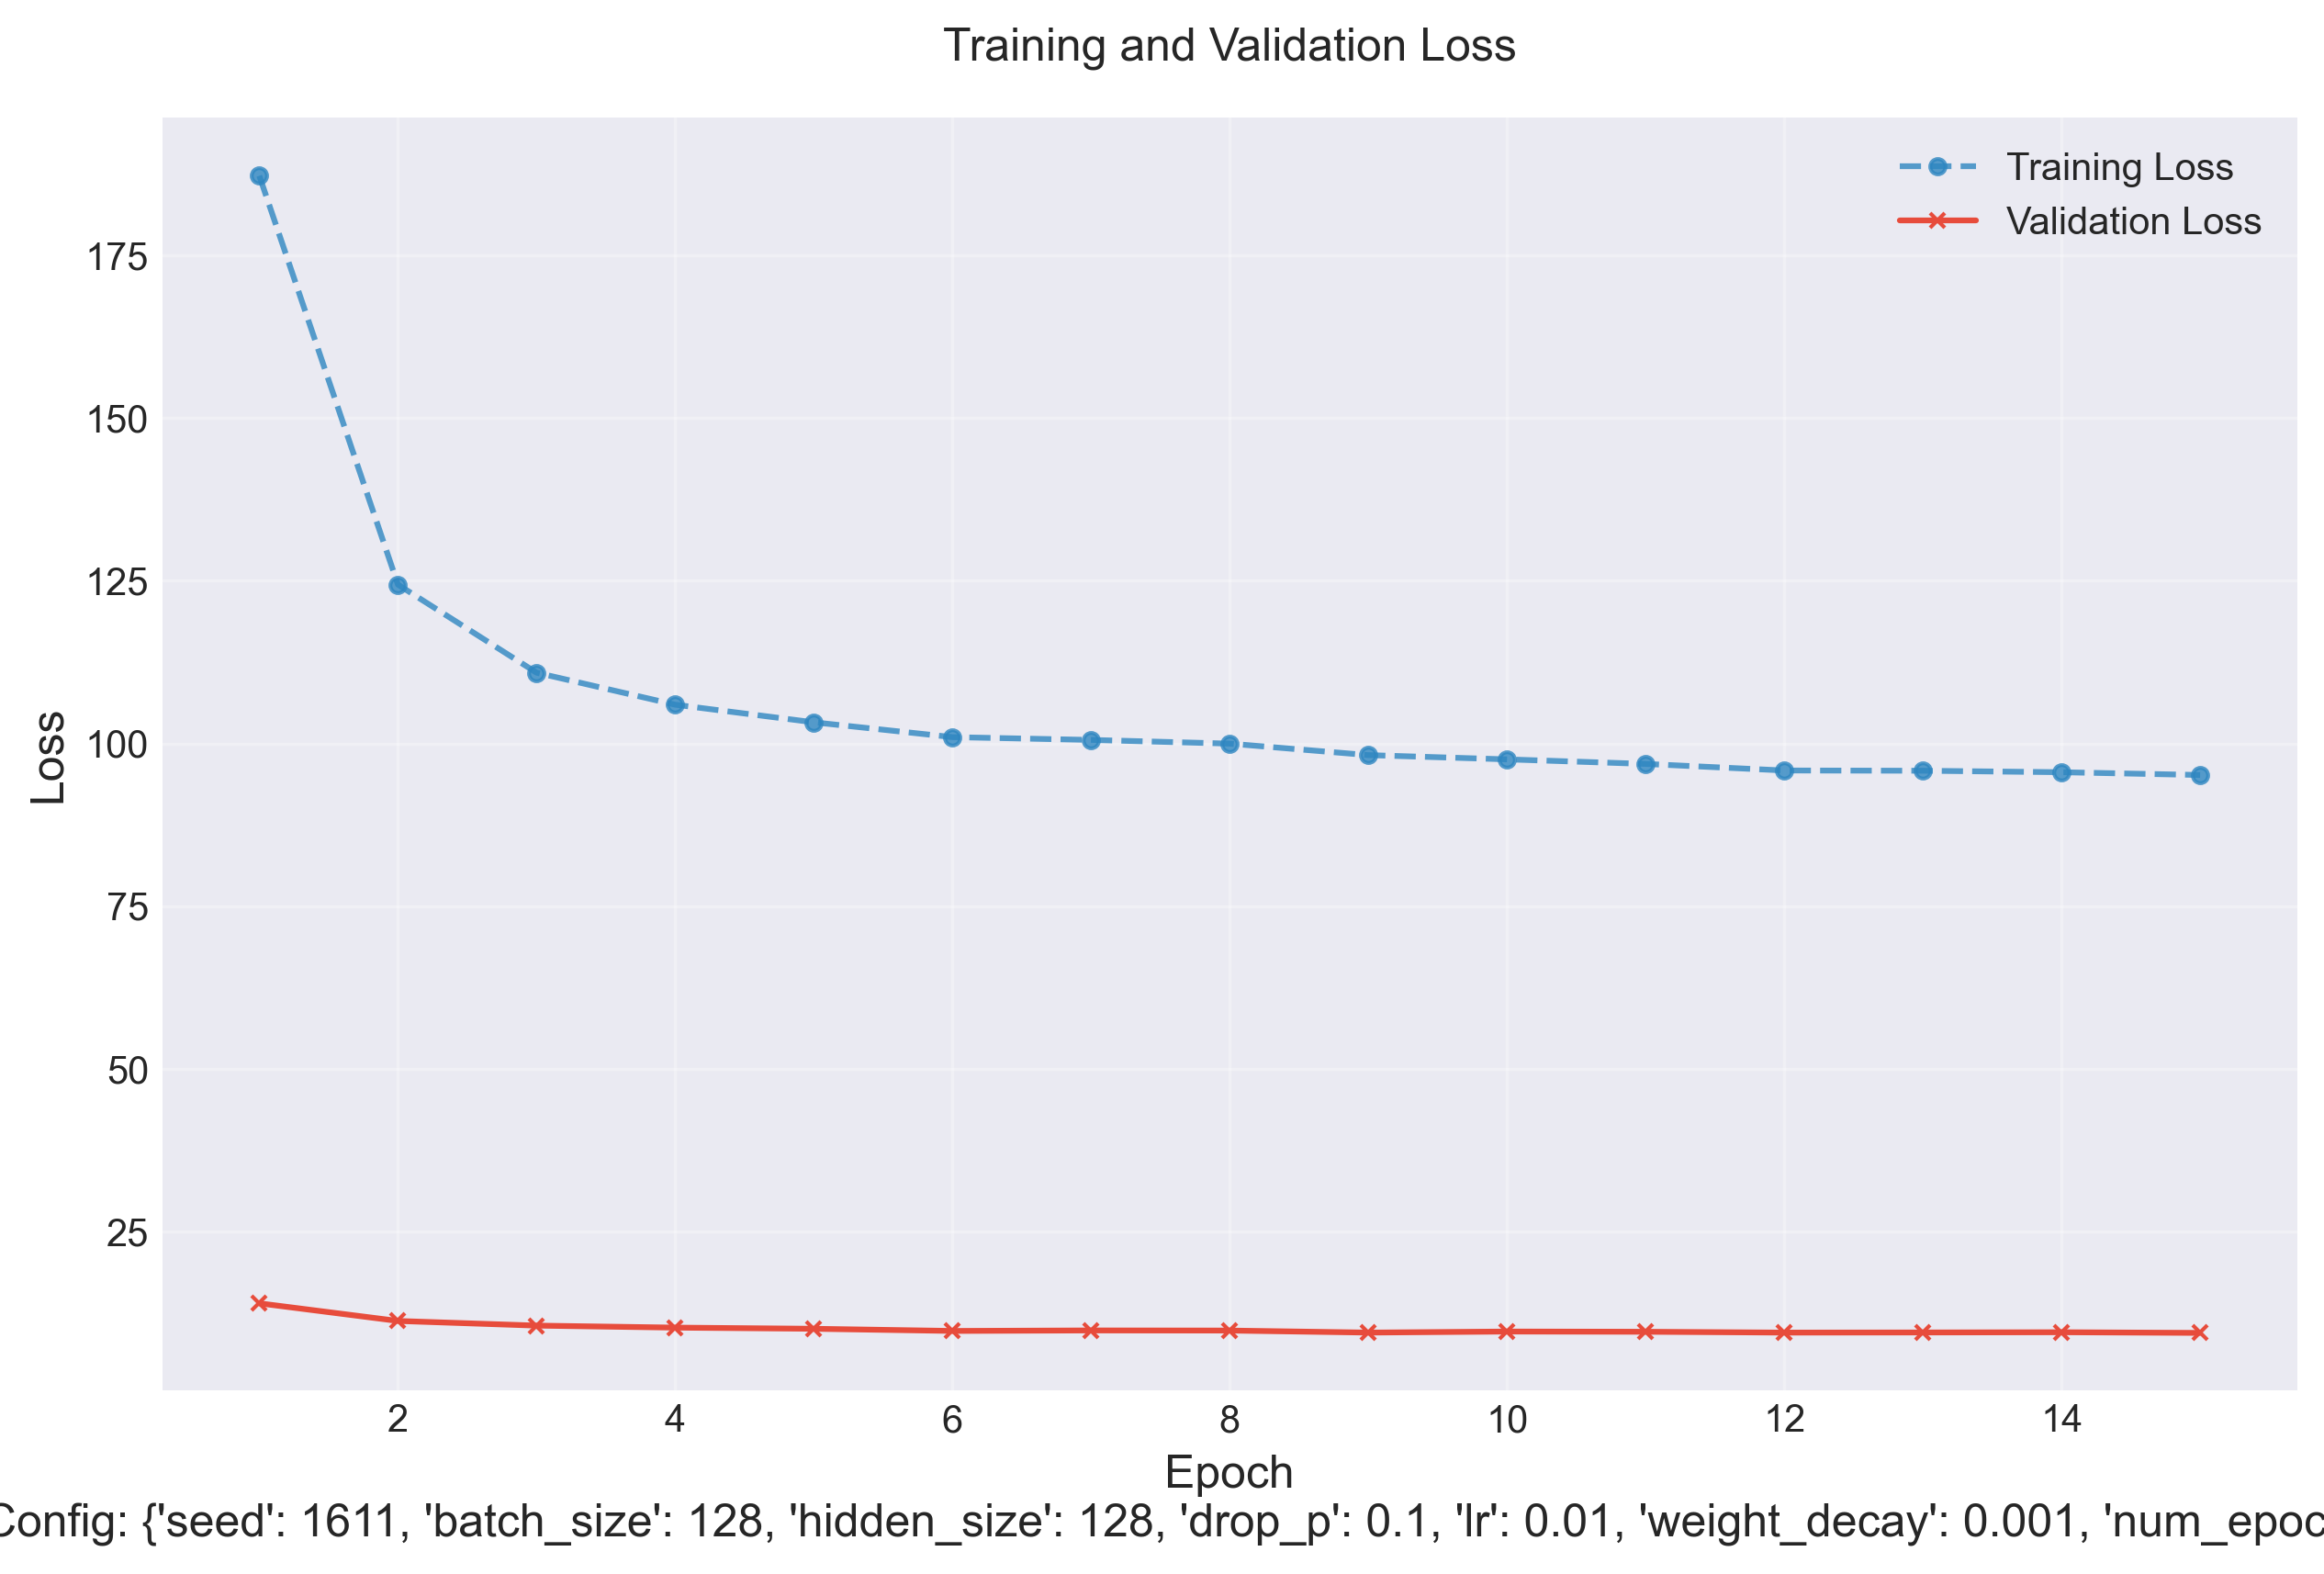 Training and Validation Loss
Training Loss
Validation Loss
175
150
125
100
75
50
25
Loss
2 4 6 8 10 12 14
Epoch
Config: {'seed': 1611, 'batch_size': 128, 'hidden_size': 128, 'drop_p': 0.1, 'lr': 0.01, 'weight_decay': 0.001, 'num_epoc